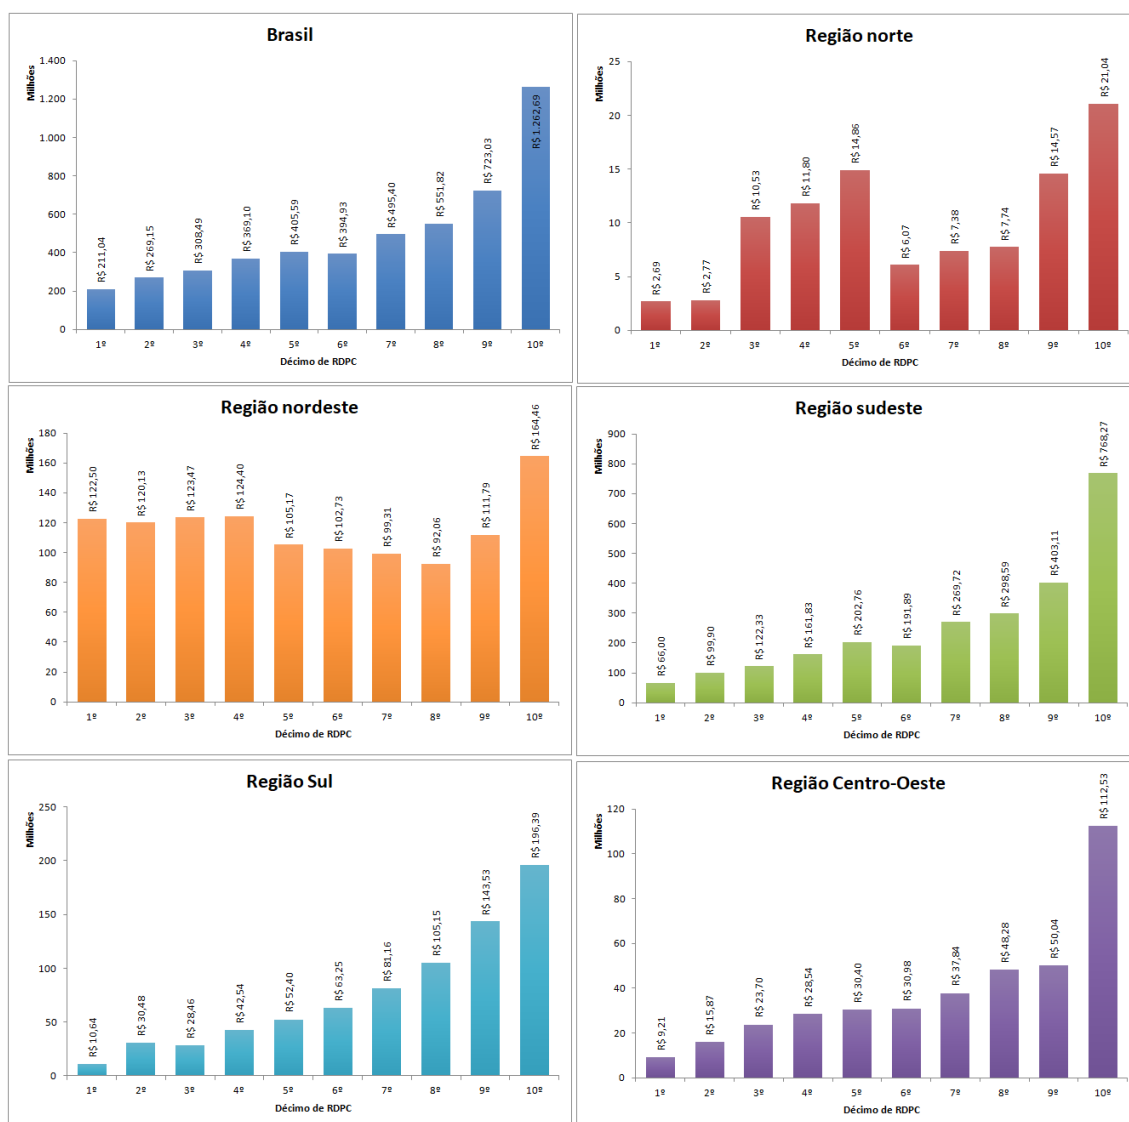 Brasil
Milhões
1.400
1.200
1.000
800
600
400
200
0
R$ 211,04
R$ 269,15
R$ 308,49
R$ 369,10
R$ 405,59
R$ 394,93
R$ 495,40
R$ 551,82
R$ 723,03
R$ 1.262,69
1º 2º 3º 4º 5º 6º 7º 8º 9º 10º
Décimo de RDPC
Região norte
Milhões
25
20
15
10
5
0
R$ 2,69
R$ 2,77
R$ 10,53
R$ 11,80
R$ 14,86
R$ 6,07
R$ 7,38
R$ 7,74
R$ 14,57
R$ 21,04
1º 2º 3º 4º 5º 6º 7º 8º 9º 10º
Décimo de RDPC
Região nordeste
Milhões
180
160
140
120
100
80
60
40
20
0
R$ 122,50
R$ 120,13
R$ 123,47
R$ 124,40
R$ 105,17
R$ 102,73
R$ 99,31
R$ 92,06
R$ 111,79
R$ 164,46
1º 2º 3º 4º 5º 6º 7º 8º 9º 10º
Décimo de RDPC
Região sudeste
Milhões
900
800
700
600
500
400
300
200
100
0
R$ 66,00
R$ 99,90
R$ 122,33
R$ 161,83
R$ 202,76
R$ 191,89
R$ 269,72
R$ 298,59
R$ 403,11
R$ 768,27
1º 2º 3º 4º 5º 6º 7º 8º 9º 10º
Décimo de RDPC
Região Sul
Milhões
250
200
150
100
50
0
R$ 10,64
R$ 30,48
R$ 28,46
R$ 42,54
R$ 52,40
R$ 63,25
R$ 81,16
R$ 105,15
R$ 143,53
R$ 196,39
1º 2º 3º 4º 5º 6º 7º 8º 9º 10º
Décimo de RDPC
Região Centro-Oeste
Milhões
120
100
80
60
40
20
0
R$ 9,21
R$ 15,87
R$ 23,70
R$ 28,54
R$ 30,40
R$ 30,98
R$ 37,84
R$ 48,28
R$ 50,04
R$ 112,53
1º 2º 3º 4º 5º 6º 7º 8º 9º 10º
Décimo de RDPC